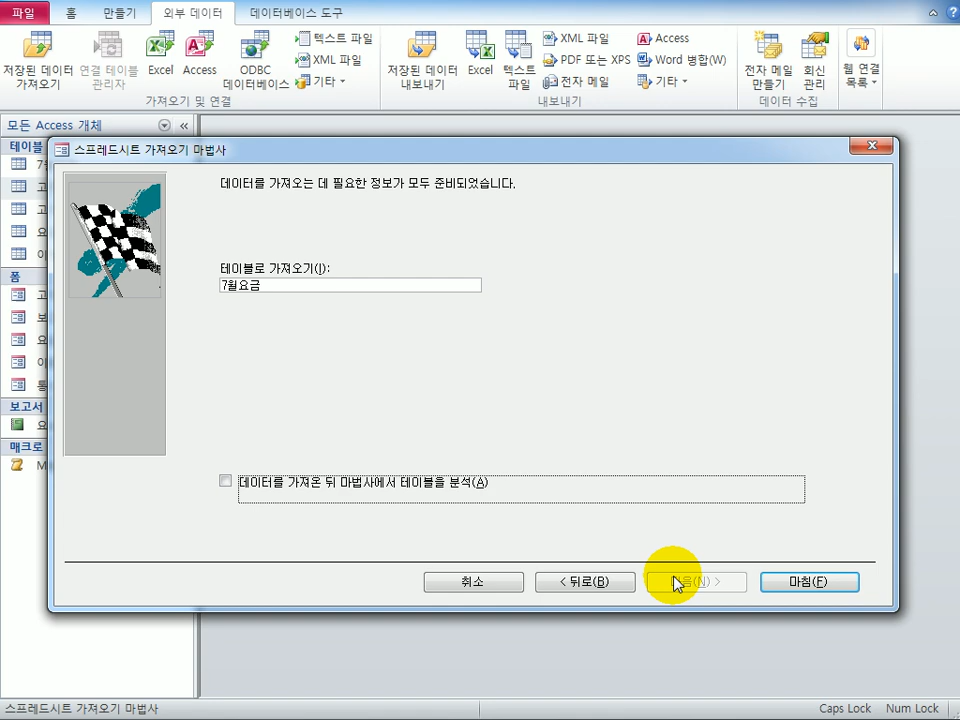 파일 홈 만들기 외부 데이터 데이터베이스 도구
저장된 데이터 가져오기
연결 테이블 관리자
Excel
Access
ODBC 데이터베이스
텍스트 파일
XML 파일
기타
가져오기 및 연결
저장된 데이터 내보내기
Excel
텍스트 파일
XML 파일
PDF 또는 XPS
전자 메일
Access
Word 병합(W)
기타
내보내기
전자 메일 만들기
회신 관리
데이터 수집
웹 연결 목록
모든 Access 개체
테이블
폼
보고서
매크로
스프레드시트 가져오기 마법사
데이터를 가져오는 데 필요한 정보가 모두 준비되었습니다.
테이블로 가져오기(I):
7월요금
데이터를 가져온 뒤 마법사에서 테이블을 분석(A)
취소
< 뒤로(B)
마침(F)
스프레드시트 가져오기 마법사
Caps Lock Num Lock